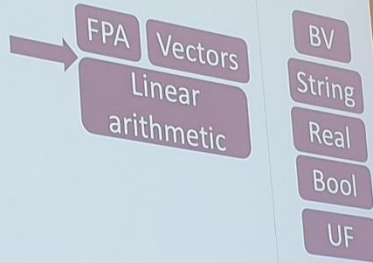 FPA
Vectors
Linear
arithmetic
BV
String
Real
Bool
UF